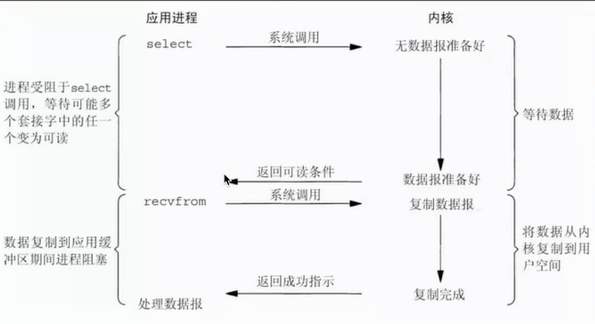 应用进程
内核
select
系统调用
无数据报准备好
进程受阻于select
调用，等待可能多
个套接字中的任一
个变为可读
等待数据
返回可读条件
数据报准备好
recvfrom
系统调用
复制数据报
数据复制到应用缓
冲区期间进程阻塞
将数据从内
核复制到用
户空间
返回成功指示
复制完成
处理数据报